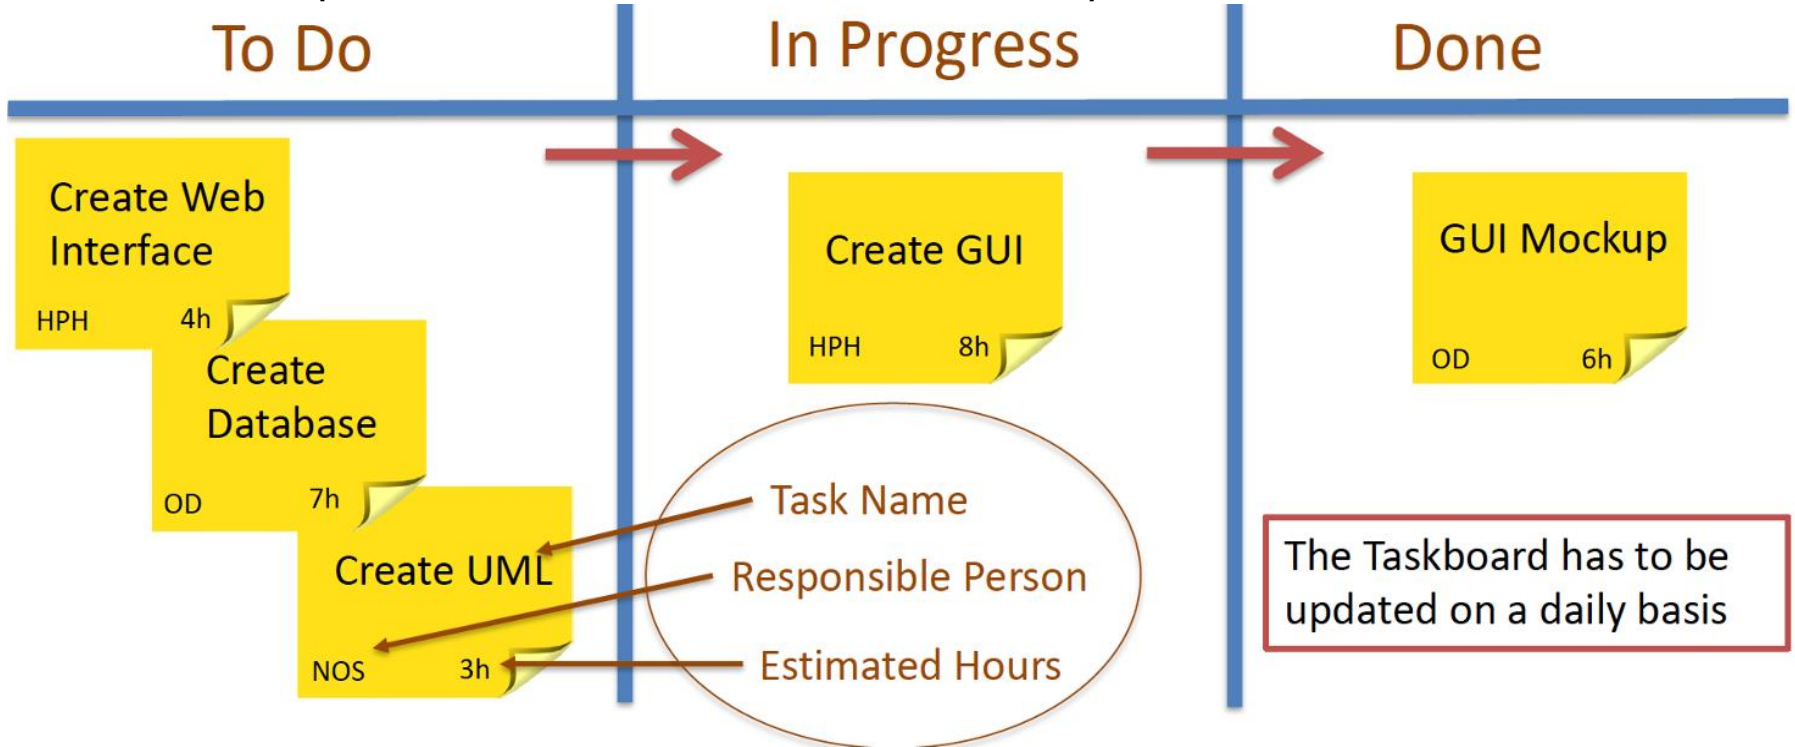 To Do
In Progress
Done
Create Web
Interface
HPH 4h
Create
Database
OD 7h
Create UML
NOS 3h
Create GUI
HPH 8h
Task Name
Responsible Person
Estimated Hours
GUI Mockup
OD 6h
The Taskboard has to be
updated on a daily basis